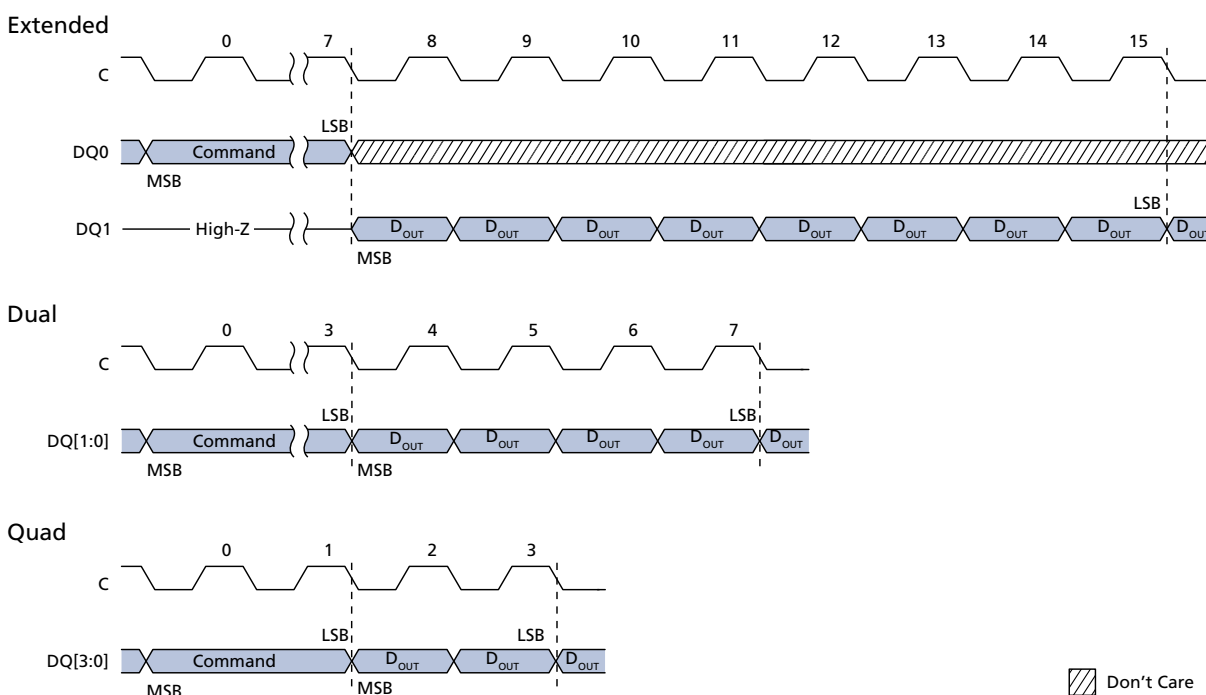 Extended
0 7 8 9 10 11 12 13 14 15
C
LSB
DQ0 Command
MSB
LSB
DQ1 High-Z DOUT DOUT DOUT DOUT DOUT DOUT DOUT DOUT DOUT
MSB
Dual
0 3 4 5 6 7
C
LSB LSB
DQ[1:0] Command DOUT DOUT DOUT DOUT DOUT
MSB MSB
Quad
0 1 2 3
C
LSB LSB
DQ[3:0] Command DOUT DOUT DOUT
MSB MSB
Don't Care